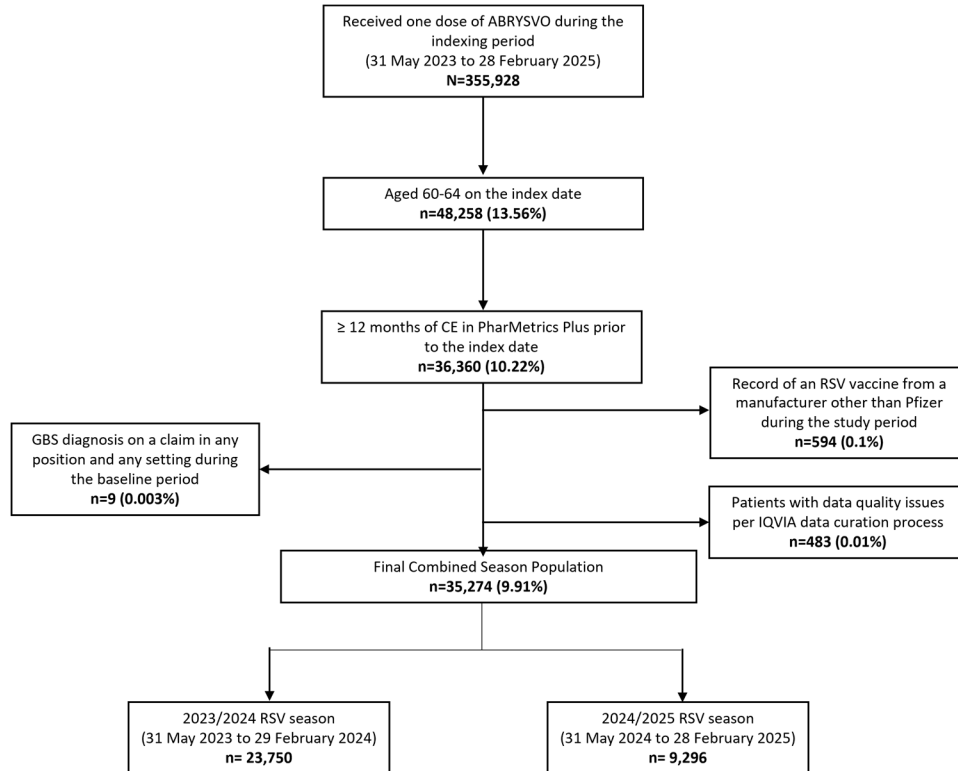 Received one dose of ABRYSVO during the
indexing period
(31 May 2023 to 28 February 2025)
N=355,928
Aged 60-64 on the index date
n=48,258 (13.56%)
≥ 12 months of CE in PharMetrics Plus prior
to the index date
n=36,360 (10.22%)
Record of an RSV vaccine from a
manufacturer other than Pfizer
during the study period
n=594 (0.1%)
GBS diagnosis on a claim in any
position and any setting during
the baseline period
n=9 (0.003%)
Patients with data quality issues
per IQVIA data curation process
n=483 (0.01%)
Final Combined Season Population
n=35,274 (9.91%)
2023/2024 RSV season
(31 May 2023 to 29 February 2024)
n= 23,750
2024/2025 RSV season
(31 May 2024 to 28 February 2025)
n= 9,296